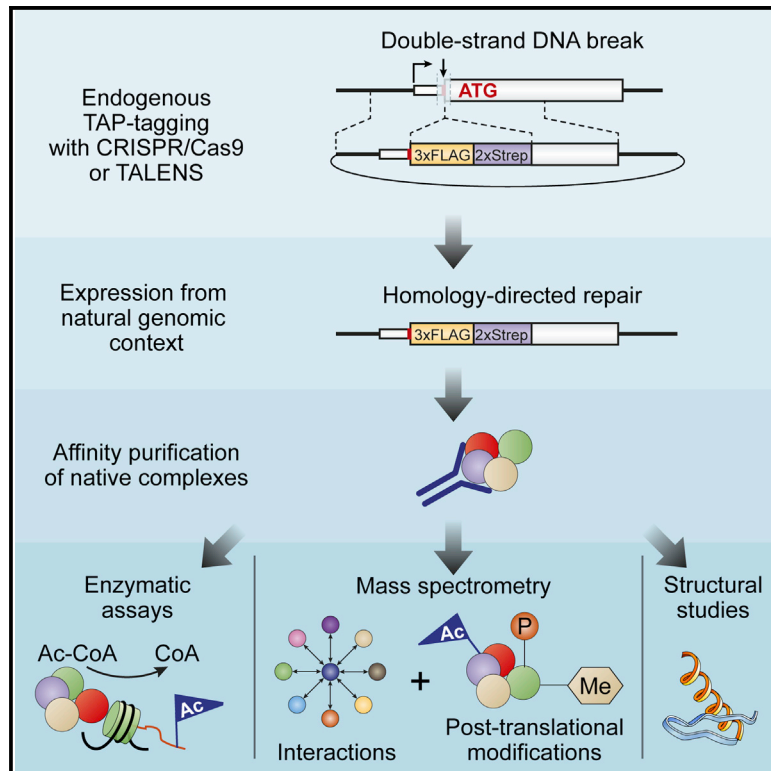 Double-strand DNA break
Endogenous
TAP-tagging
with CRISPR/Cas9
or TALENS
ATG
3xFLAG 2xStrep
Expression from
natural genomic
context
Homology-directed repair
3xFLAG 2xStrep
Affinity purification
of native complexes
Enzymatic
assays
Ac-CoA CoA
Ac
Mass spectrometry
Ac
P
+
Me
Interactions
Post-translational
modifications
Structural
studies